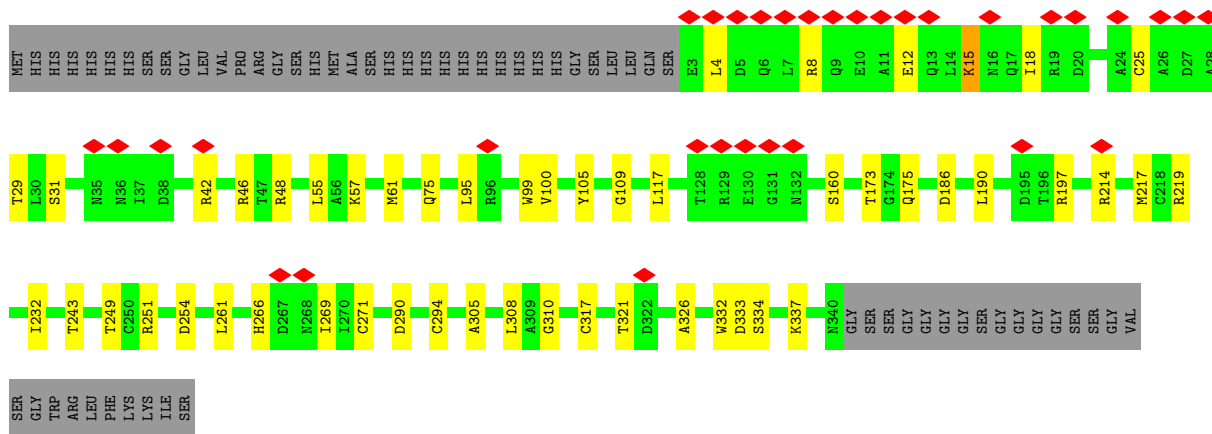 MET HIS HIS HIS HIS HIS HIS SER SER GLY LEU VAL PRO ARG GLY SER HIS MET ALA SER HIS HIS HIS HIS HIS HIS HIS HIS HIS GLY SER LEU LEU GLN SER E3 L4 D5 Q6 L7 R8 Q9 E10 A11 E12 Q13 L14 K15 N16 Q17 I18 R19 D20 A24 C25 A26 D27 A28
T29 L30 S31 N35 N36 I37 D38 R42 R46 T47 R48 L55 A56 K57 M61 Q75 L95 R96 W99 V100 Y105 G109 L117 T128 R129 E130 G131 N132 S160 T173 G174 Q175 D186 L190 D195 T196 R197 R214 M217 C218 R219
I232 T243 T249 C250 R251 D254 L261 H266 D267 N268 I269 I270 C271 D290 C294 A305 L308 A309 G310 C317 T321 D322 A326 W332 D333 S334 K337 N340 GLY SER SER GLY GLY GLY GLY SER GLY GLY GLY GLY SER SER GLY VAL
SER GLY TRP ARG LEU PHE LYS LYS ILE SER